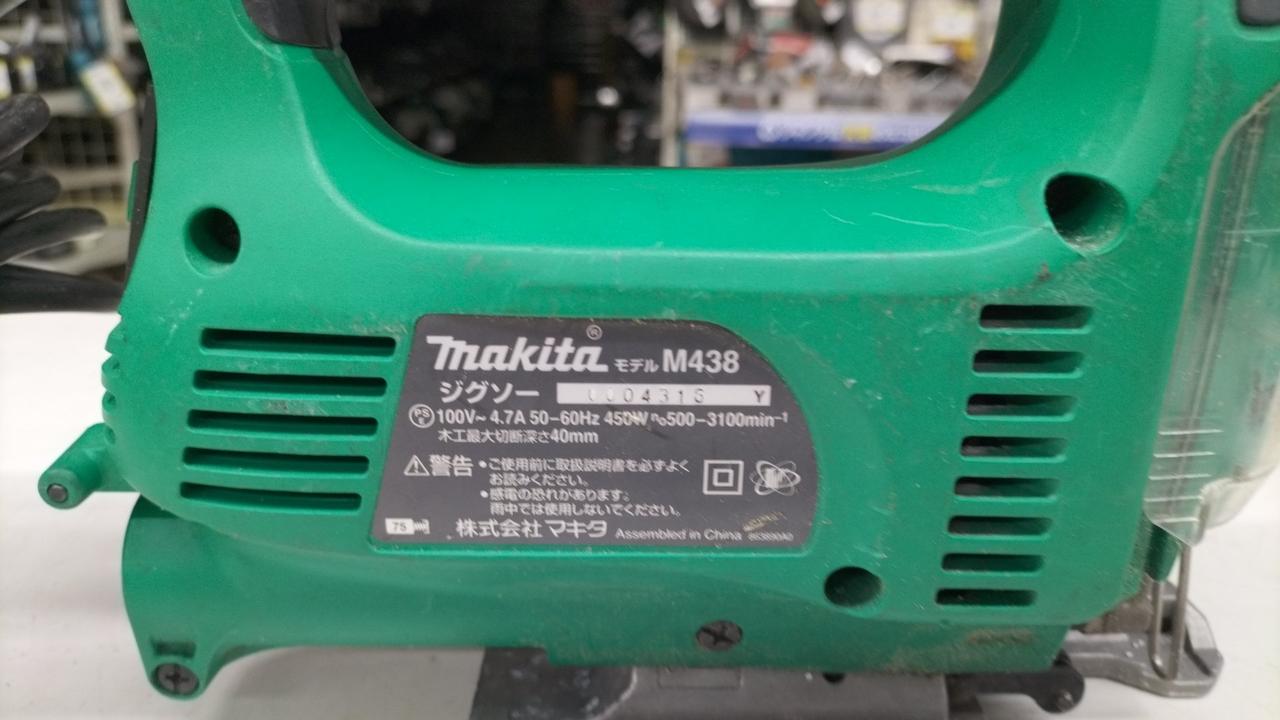 makita® モデル M438
ジグソー 0004316 Y
PS E 100V~ 4.7A 50-60Hz 450W n₀500-3100min⁻¹
木工最大切断深さ40mm
⚠警告 •ご使用前に取扱説明書を必ずよく
お読みください。
•感電の恐れがあります。
雨中では使用しないでください。
75 株式会社 マキタ Assembled in China